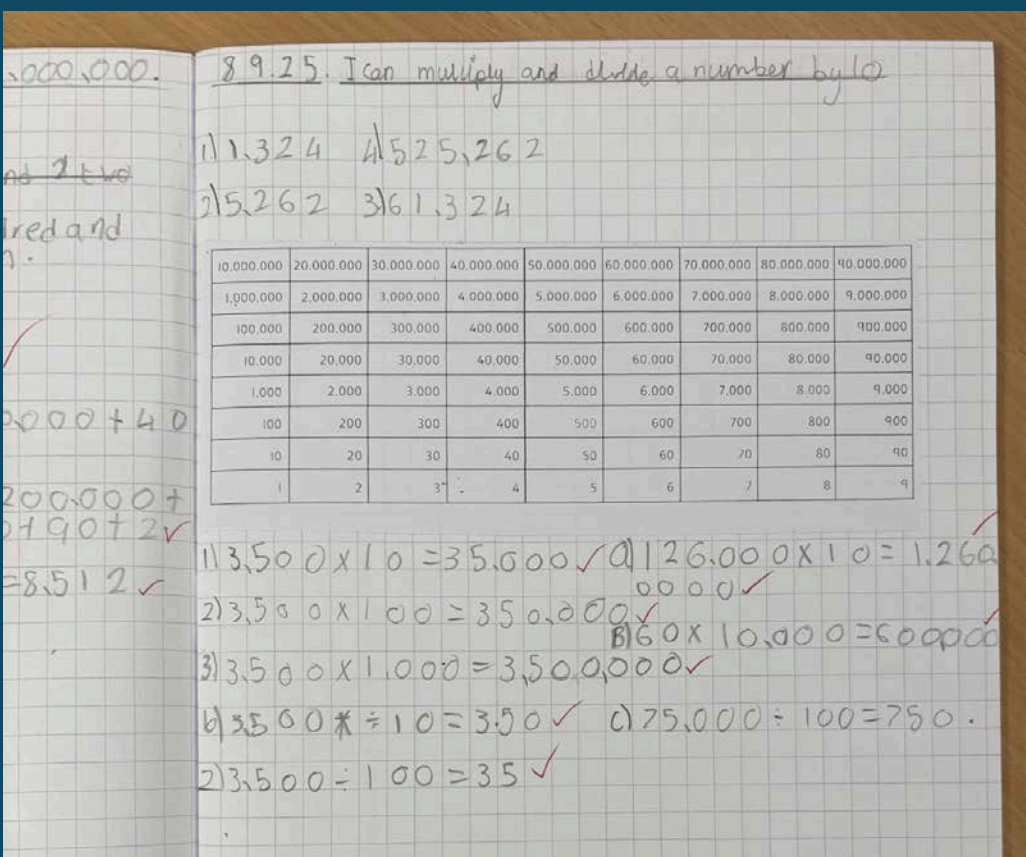 ,000,000.
two
dred and
000+40
200,000+
+90+2
=8,512
8 9.25. I can multiply and divide a number by 10
1) 1,324 4) 525,262
2) 5,262 3) 61,324
10,000,000 20,000,000 30,000,000 40,000,000 50,000,000 60,000,000 70,000,000 80,000,000 90,000,000
1,000,000 2,000,000 3,000,000 4,000,000 5,000,000 6,000,000 7,000,000 8,000,000 9,000,000
100,000 200,000 300,000 400,000 500,000 600,000 700,000 800,000 900,000
10,000 20,000 30,000 40,000 50,000 60,000 70,000 80,000 90,000
1,000 2,000 3,000 4,000 5,000 6,000 7,000 8,000 9,000
100 200 300 400 500 600 700 800 900
10 20 30 40 50 60 70 80 90
1 2 3 4 5 6 7 8 9
1) 3,500 x 10 = 35,000
2) 3,500 x 100 = 350,000
3) 3,500 x 1,000 = 3,500,000
b) 3,500 ÷ 10 = 350
2) 3,500 ÷ 100 = 35
a) 126,000 x 10 = 1,260
0000
B) 60 x 10,000 = 600000
c) 75,000 ÷ 100 = 750.